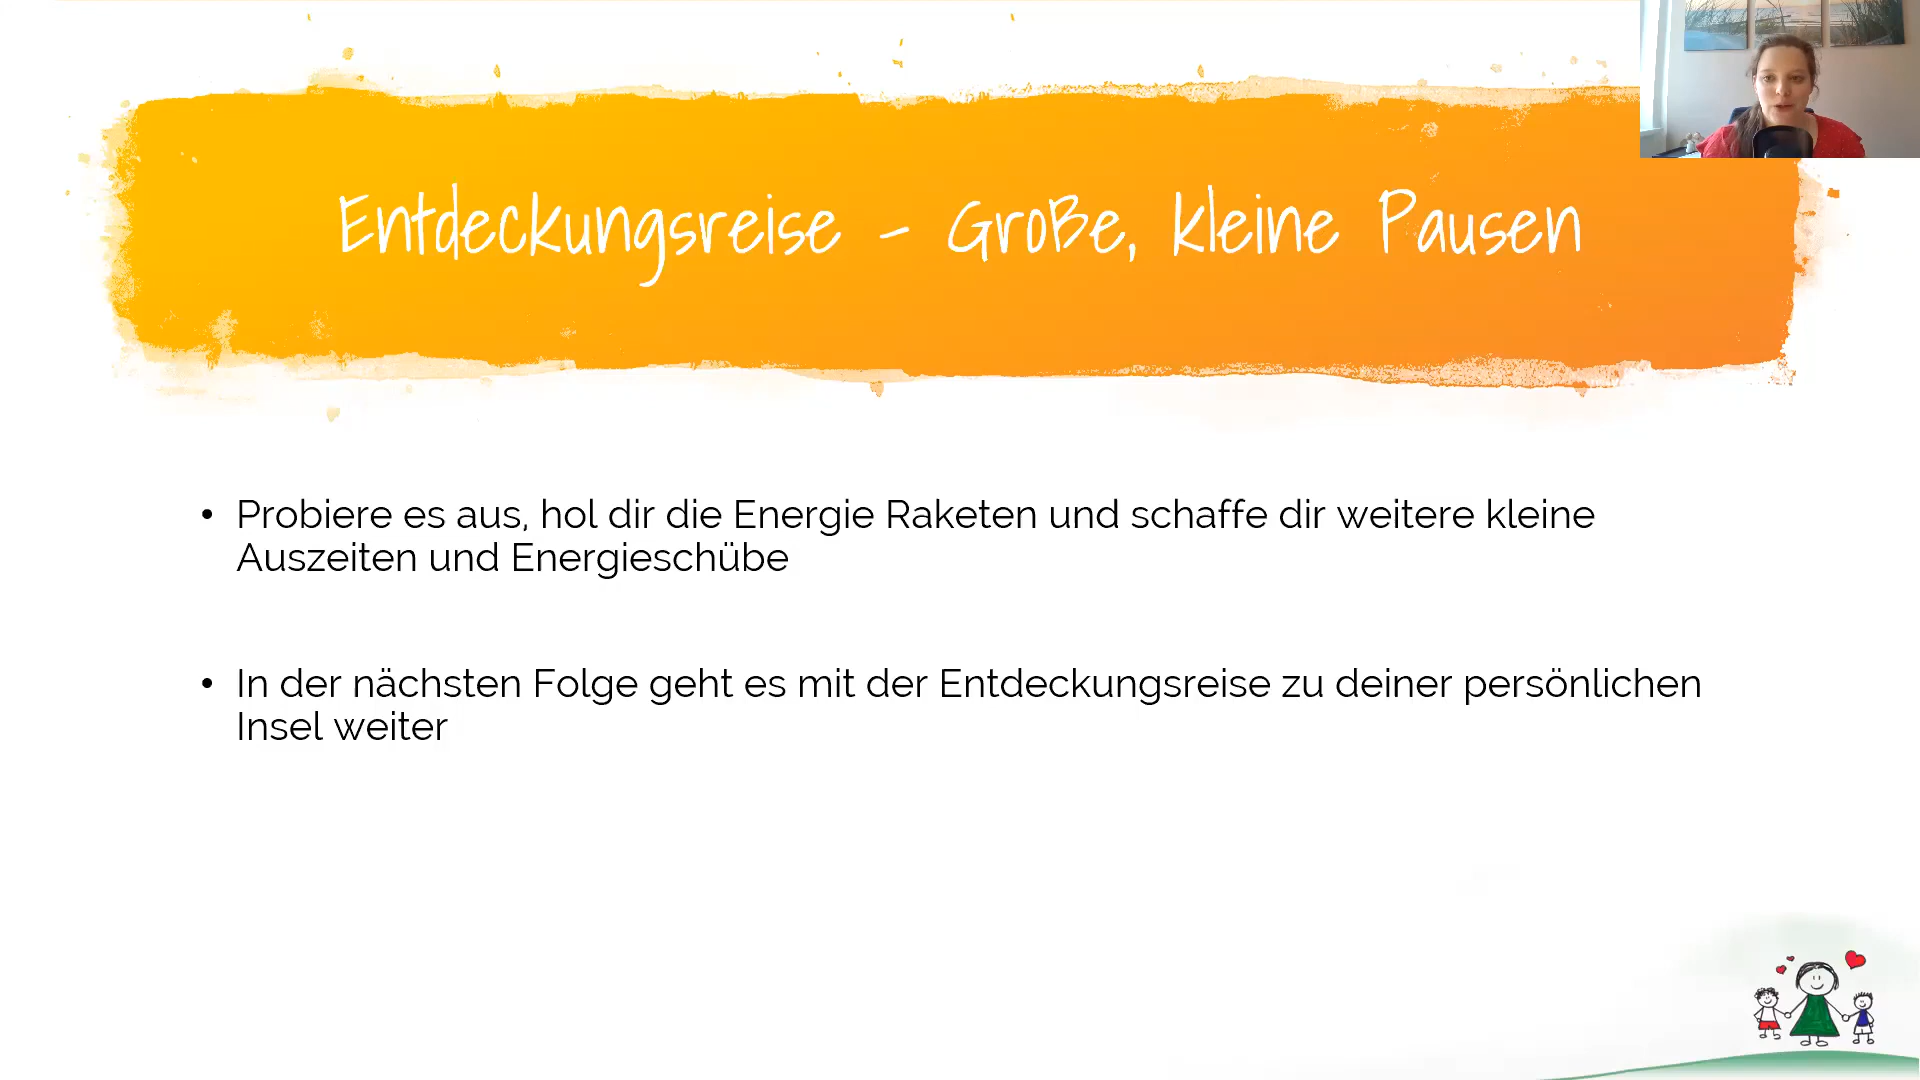 Entdeckungsreise - Große, kleine Pausen
• Probiere es aus, hol dir die Energie Raketen und schaffe dir weitere kleine
Auszeiten und Energieschübe
• In der nächsten Folge geht es mit der Entdeckungsreise zu deiner persönlichen
Insel weiter